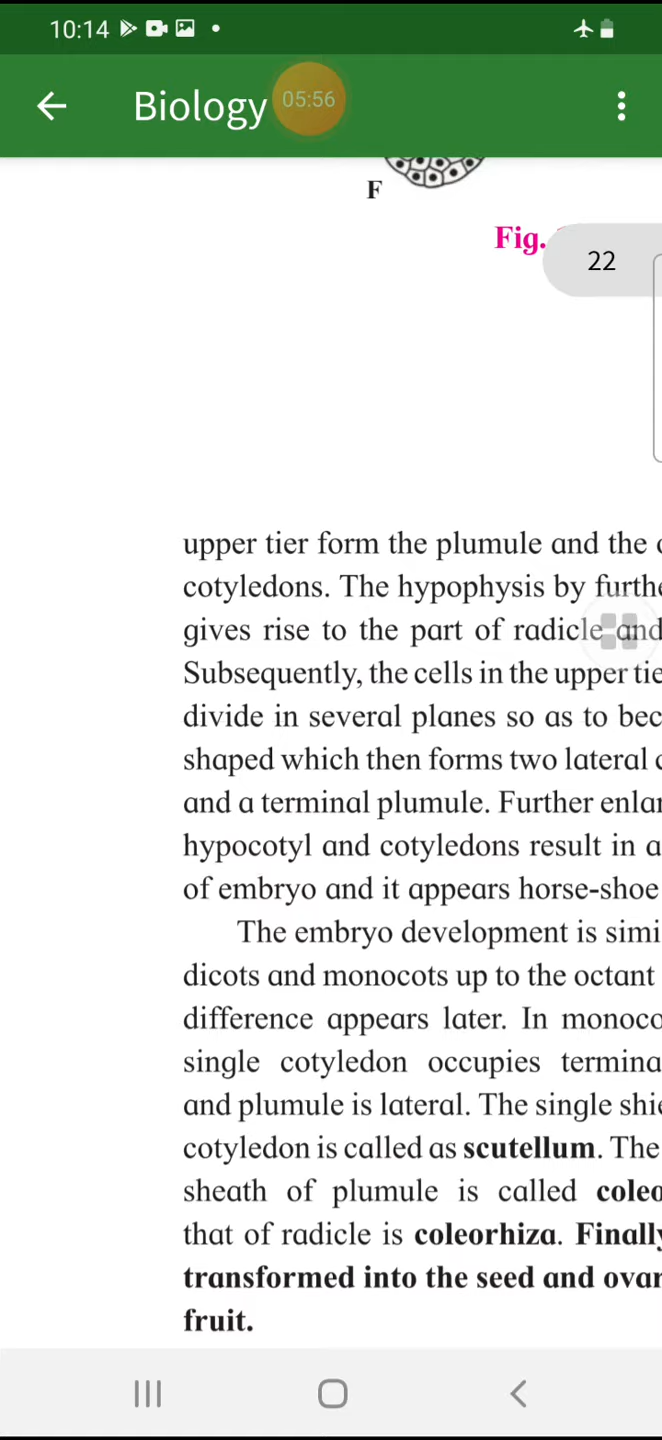 10:14
Biology
05:56
F
Fig.
22
upper tier form the plumule and the
cotyledons. The hypophysis by furthe
gives rise to the part of radicle and
Subsequently, the cells in the upper tie
divide in several planes so as to bec
shaped which then forms two lateral
and a terminal plumule. Further enlar
hypocotyl and cotyledons result in a
of embryo and it appears horse-shoe
The embryo development is simi
dicots and monocots up to the octant
difference appears later. In monoco
single cotyledon occupies termina
and plumule is lateral. The single shie
cotyledon is called as scutellum. The
sheath of plumule is called coleo
that of radicle is coleorhiza. Finally
transformed into the seed and ovar
fruit.